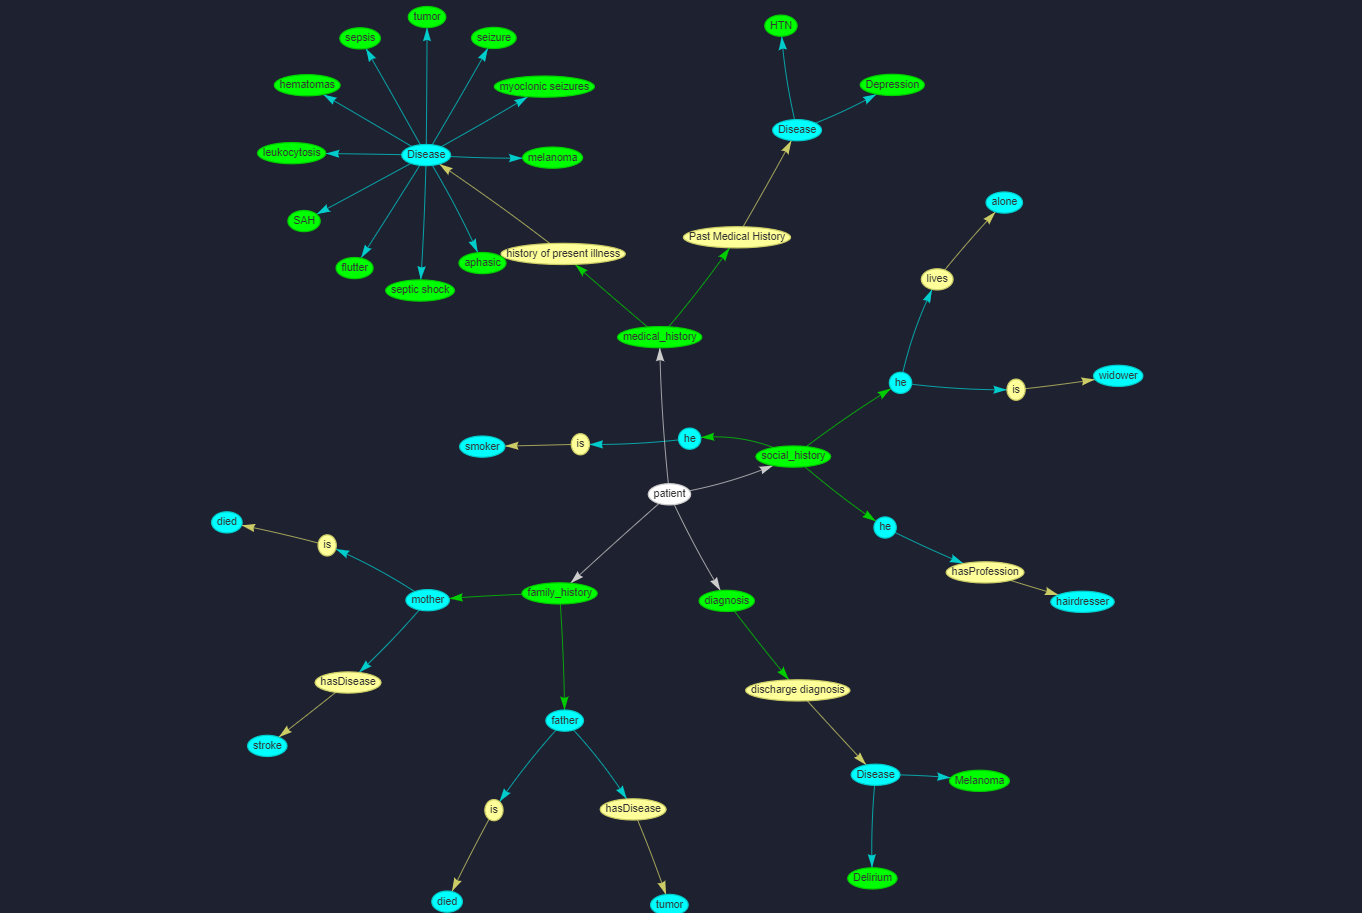 tumor
HTN
sepsis
seizure
hematomas
myoclonic seizures
Depression
Disease
leukocytosis
Disease
melanoma
alone
SAH
Past Medical History
history of present illness
aphasic
flutter
lives
septic shock
medical_history
widower
he
is
he
is
smoker
social_history
patient
died
he
is
hasProfession
family_history
mother
diagnosis
hairdresser
hasDisease
discharge diagnosis
father
stroke
Disease
Melanoma
is
hasDisease
Delirium
died
tumor